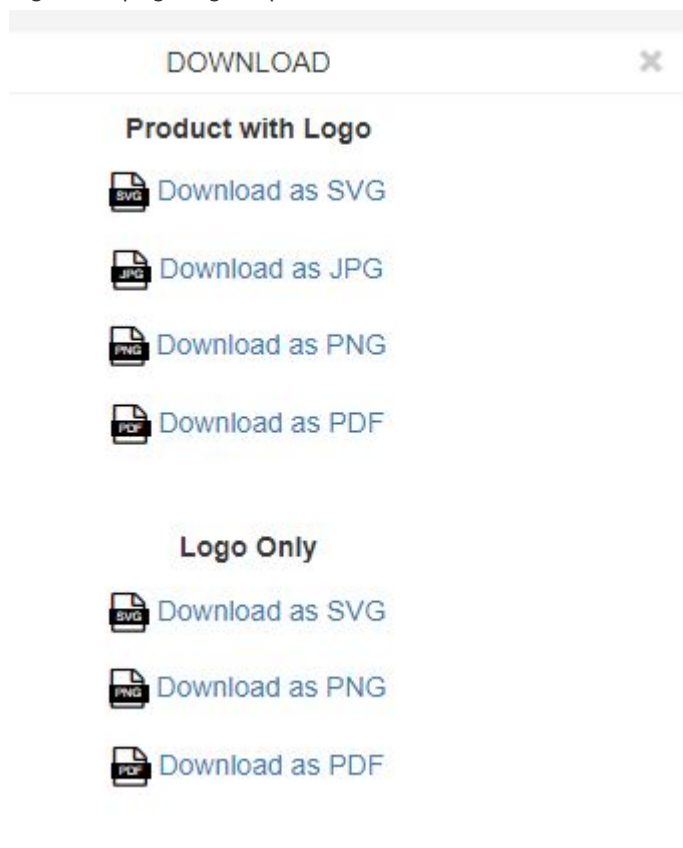 DOWNLOAD
Product with Logo
SVG Download as SVG
JPG Download as JPG
PNG Download as PNG
PDF Download as PDF
Logo Only
SVG Download as SVG
PNG Download as PNG
PDF Download as PDF